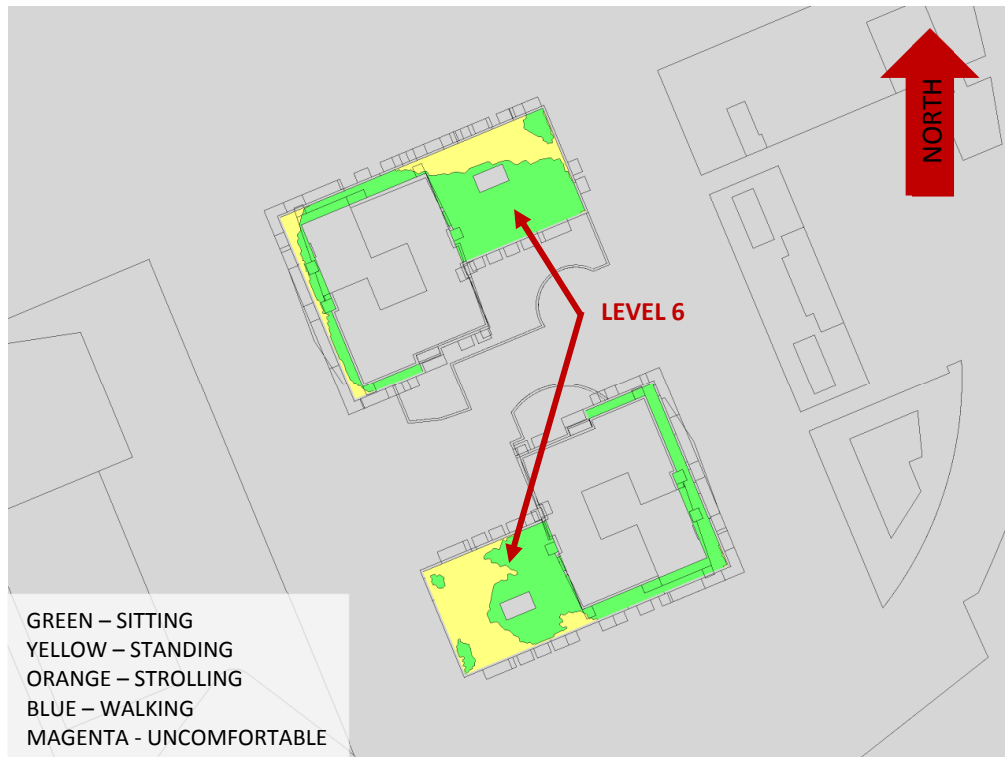 NORTH
LEVEL 6
GREEN – SITTING
YELLOW – STANDING
ORANGE – STROLLING
BLUE – WALKING
MAGENTA - UNCOMFORTABLE